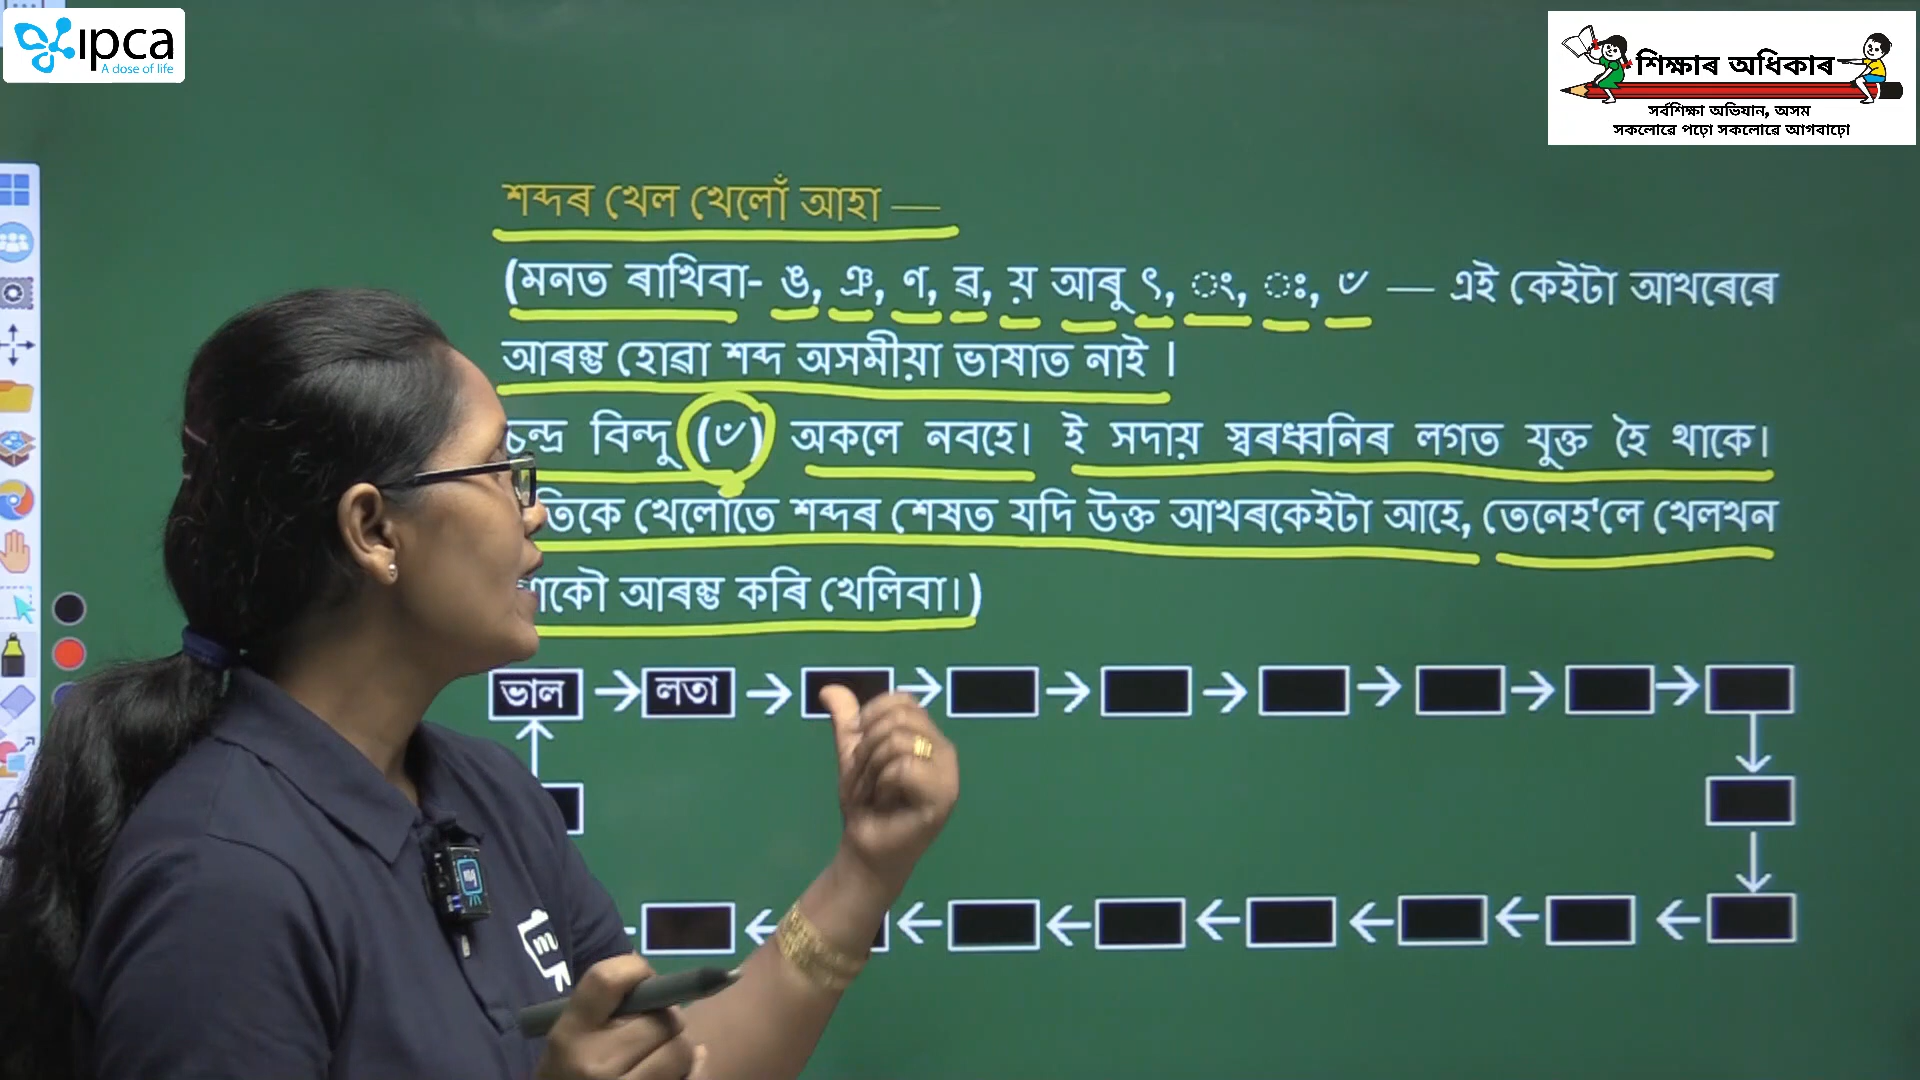 ipca
A dose of life
শিক্ষাৰ অধিকাৰ
সৰ্বশিক্ষা অভিযান, অসম
সকলোৱে পঢ়ো সকলোৱে আগবাঢ়ো
শব্দৰ খেল খেলোঁ আহা —
(মনত ৰাখিবা- ঙ, ঞ, ণ, ৱ, য় আৰু ৎ, ং, ঃ, ঁ — এই কেইটা আখৰেৰে
আৰম্ভ হোৱা শব্দ অসমীয়া ভাষাত নাই ।
চন্দ্ৰ বিন্দু (ঁ) অকলে নবহে। ই সদায় স্বৰধ্বনিৰ লগত যুক্ত হৈ থাকে।
খেলোতে শব্দৰ শেষত যদি উক্ত আখৰকেইটা আহে, তেনেহ'লে খেলখন
আৰম্ভ কৰি খেলিবা।)
ভাল → লতা →